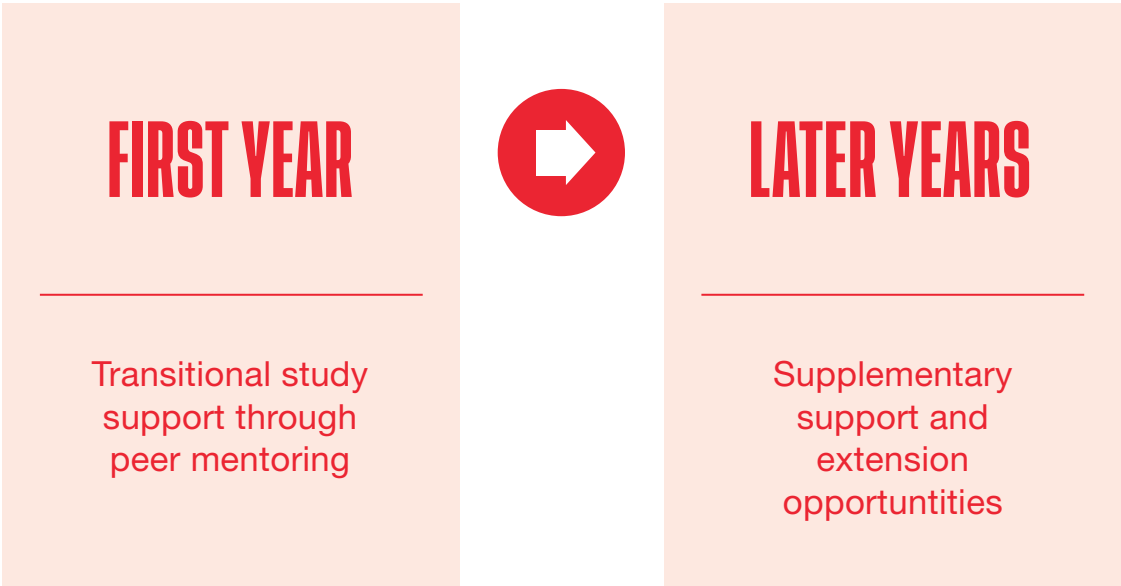 FIRST YEAR
Transitional study
support through
peer mentoring
LATER YEARS
Supplementary
support and
extension
opportuntities